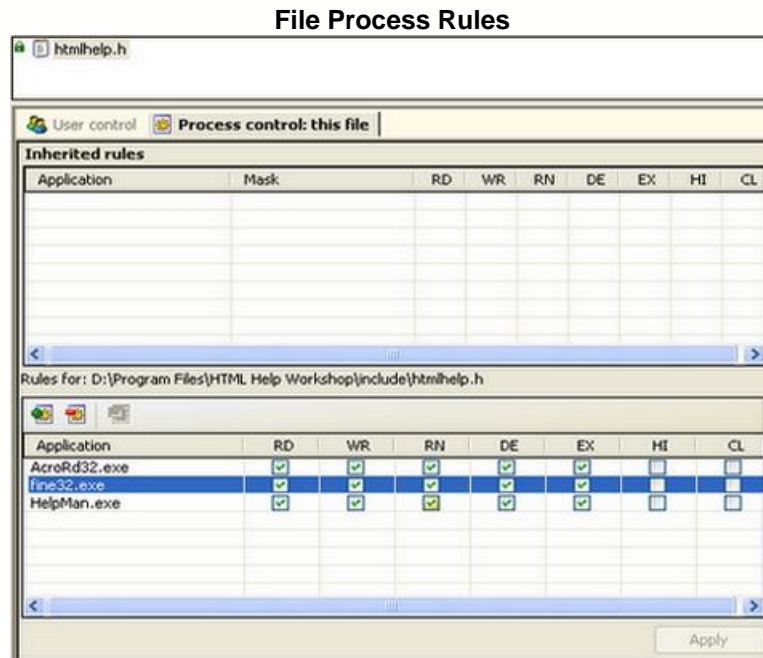 File Process Rules
htmlhelp.h
User control Process control: this file
Inherited rules
Application Mask RD WR RN DE EX HI CL
Rules for: D:\Program Files\HTML Help Workshop\include\htmlhelp.h
Application RD WR RN DE EX HI CL
AcroRd32.exe
fine32.exe
HelpMan.exe
Apply